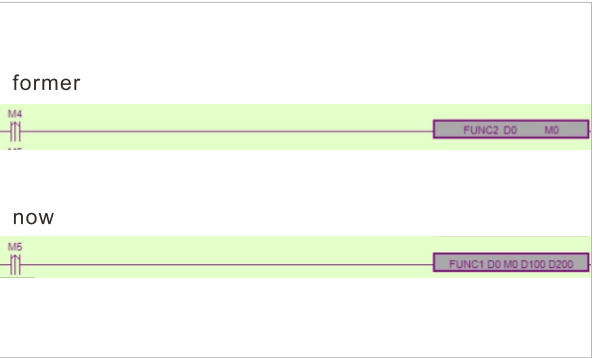 former
M4
FUNC2 D0 M0
now
M5
FUNC1 D0 M0 D100 D200